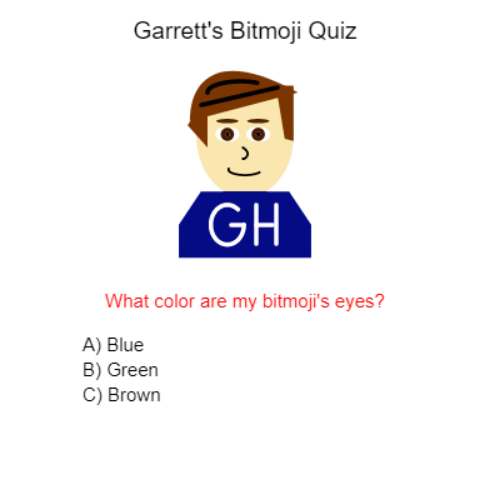 Garrett's Bitmoji Quiz
GH
What color are my bitmoji's eyes?
A) Blue
B) Green
C) Brown